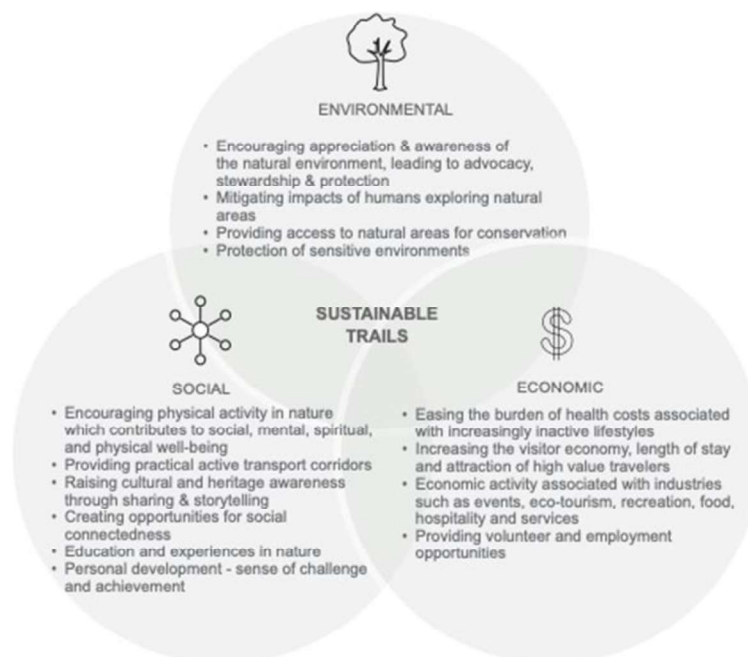 ENVIRONMENTAL
• Encouraging appreciation & awareness of
the natural environment, leading to advocacy,
stewardship & protection
• Mitigating impacts of humans exploring natural
areas
• Providing access to natural areas for conservation
• Protection of sensitive environments
SUSTAINABLE
TRAILS
SOCIAL
• Encouraging physical activity in nature
which contributes to social, mental, spiritual,
and physical well-being
• Providing practical active transport corridors
• Raising cultural and heritage awareness
through sharing & storytelling
• Creating opportunities for social
connectedness
• Education and experiences in nature
• Personal development - sense of challenge
and achievement
$
ECONOMIC
• Easing the burden of health costs associated
with increasingly inactive lifestyles
• Increasing the visitor economy, length of stay
and attraction of high value travelers
• Economic activity associated with industries
such as events, eco-tourism, recreation, food,
hospitality and services
• Providing volunteer and employment
opportunities